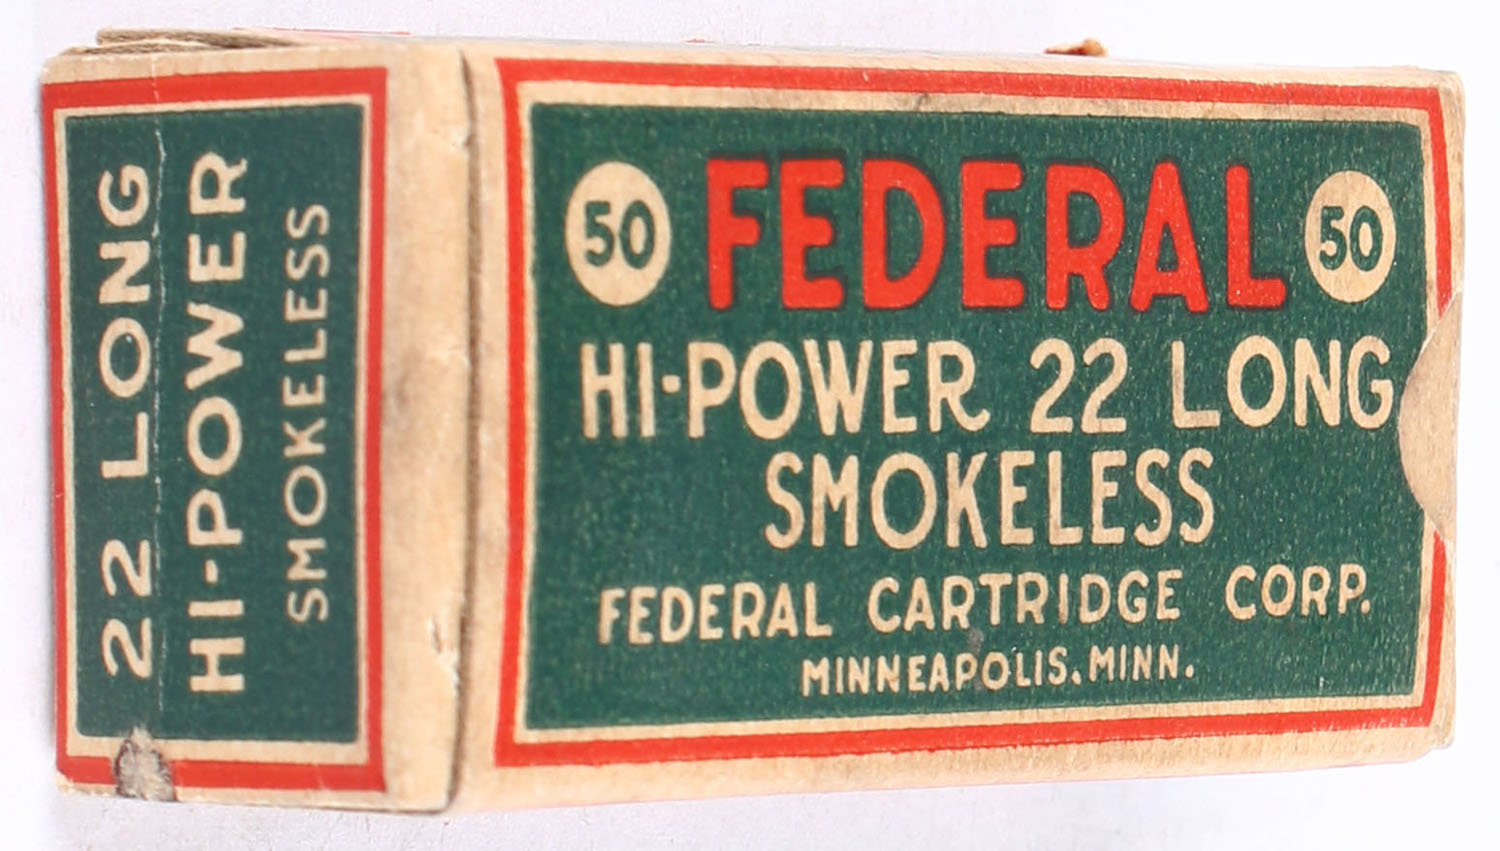 22 LONG
HI-POWER
SMOKELESS
50 FEDERAL 50
HI-POWER 22 LONG
SMOKELESS
FEDERAL CARTRIDGE CORP.
MINNEAPOLIS, MINN.